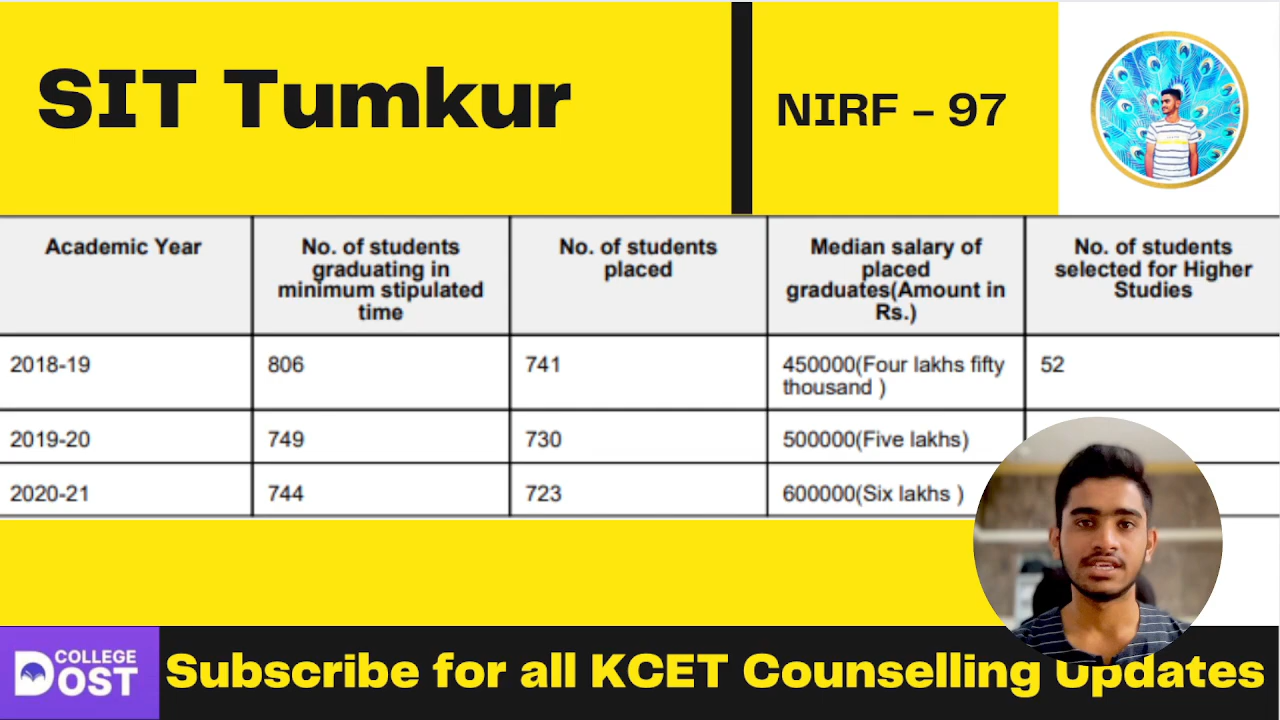 SIT Tumkur
NIRF – 97
Academic Year
No. of students
graduating in
minimum stipulated
time
No. of students
placed
Median salary of
placed
graduates(Amount in
Rs.)
No. of students
selected for Higher
Studies
2018-19
806
741
450000(Four lakhs fifty
thousand )
52
2019-20
749
730
500000(Five lakhs)
2020-21
744
723
600000(Six lakhs )
COLLEGE
DOST
Subscribe for all KCET Counselling Updates